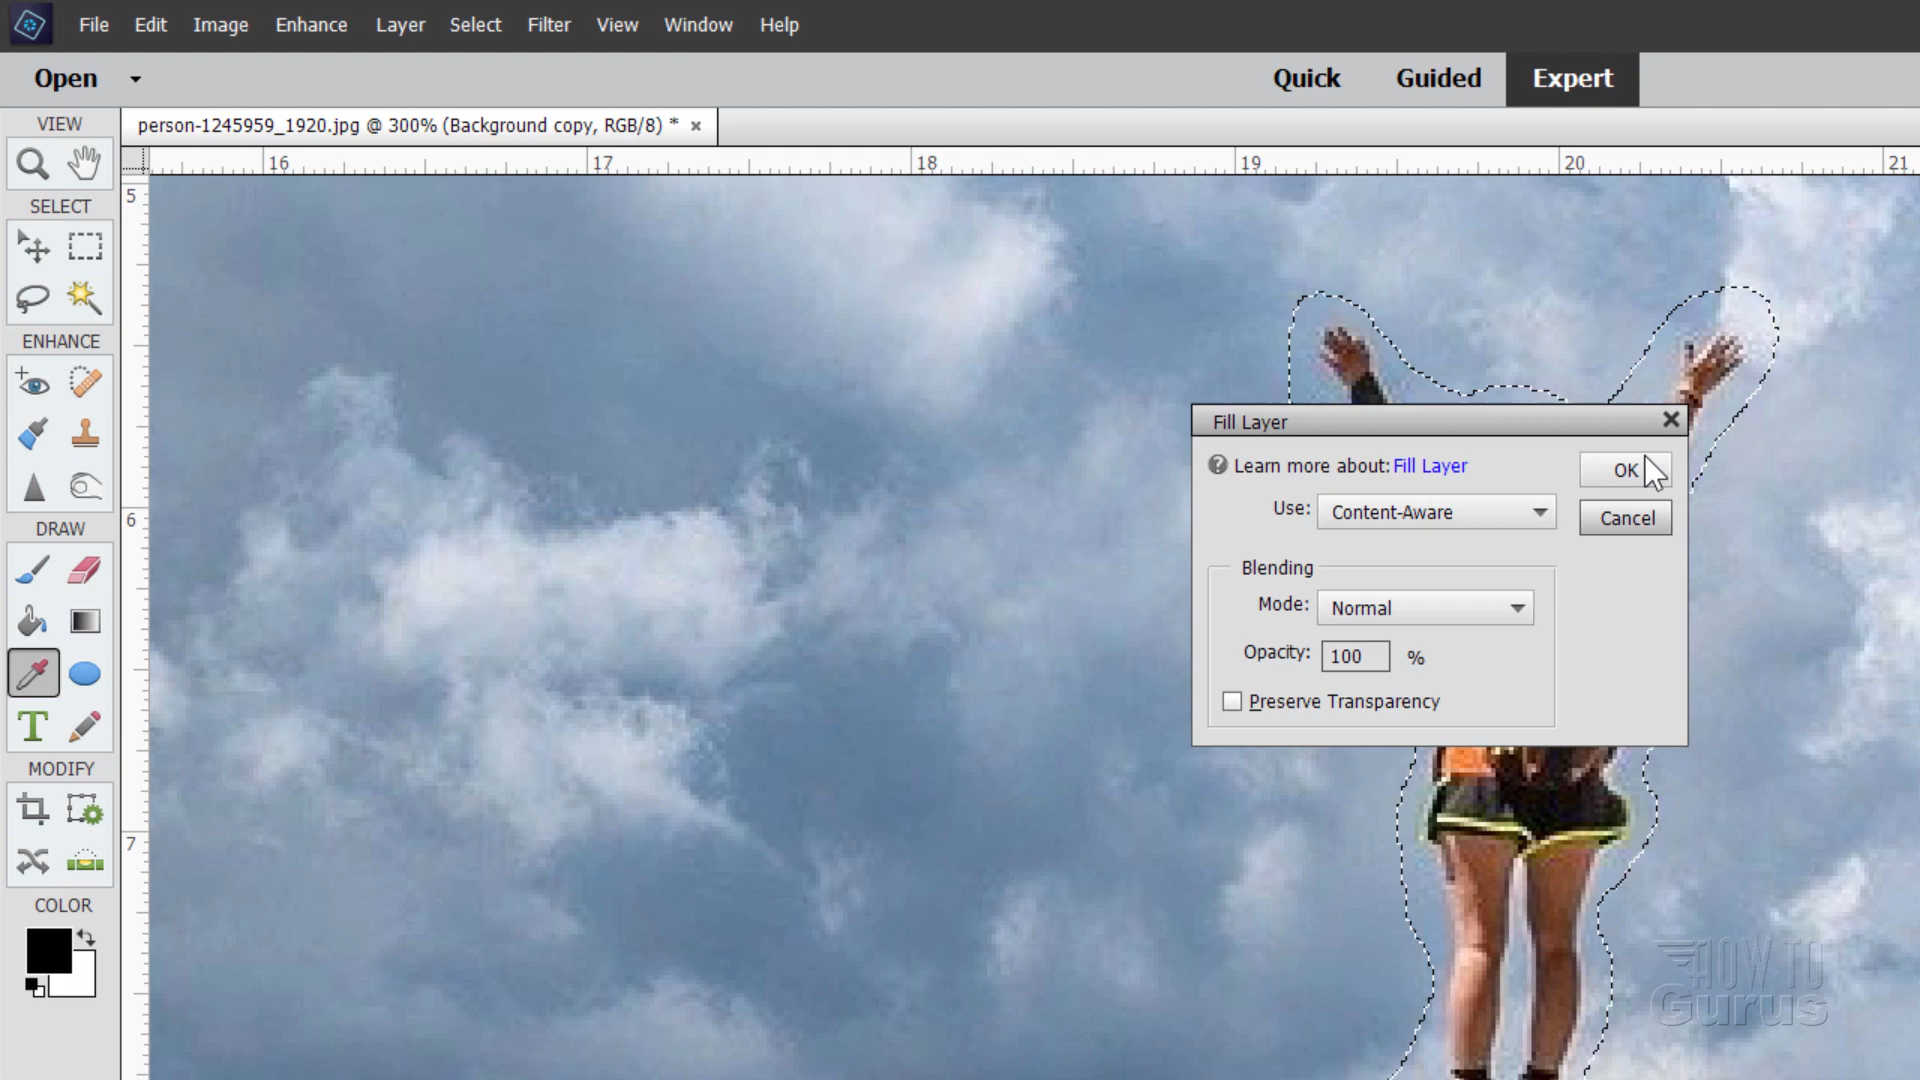 File Edit Image Enhance Layer Select Filter View Window Help
Open Quick Guided Expert
VIEW
person-1245959_1920.jpg @ 300% (Background copy, RGB/8) * ×
16 17 18 19 20 21
5
SELECT
ENHANCE
Fill Layer
Learn more about: Fill Layer
OK
Use: Content-Aware
Cancel
6
DRAW
Blending
Mode: Normal
Opacity: 100 %
Preserve Transparency
T
MODIFY
7
COLOR
HOW TO
Gurus